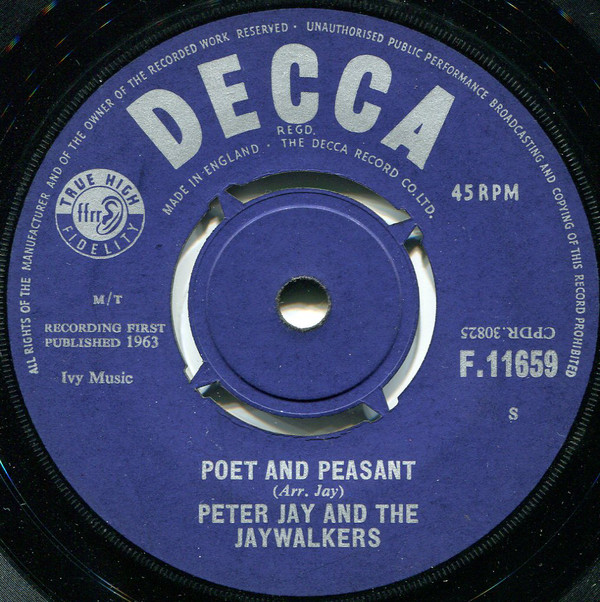 ALL RIGHTS OF THE MANUFACTURER AND OF THE OWNER OF THE RECORDED WORK RESERVED · UNAUTHORISED PUBLIC PERFORMANCE BROADCASTING AND COPYING OF THIS RECORD PROHIBITED
DECCA
REGD.
MADE IN ENGLAND · THE DECCA RECORD CO. LTD.
TRUE HIGH
ffrr
FIDELITY
45 RPM
M/T
RECORDING FIRST
PUBLISHED 1963
Ivy Music
CPDR.30825
F.11659
S
POET AND PEASANT
(Arr. Jay)
PETER JAY AND THE
JAYWALKERS